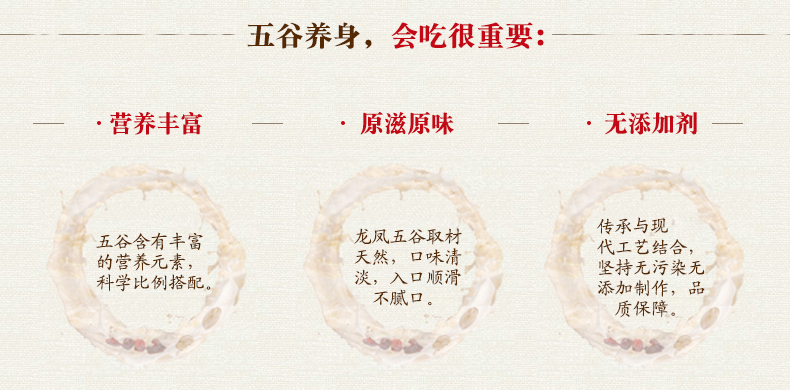 五谷养身，会吃很重要：
·营养丰富
·原滋原味
·无添加剂
五谷含有丰富
的营养元素，
科学比例搭配。
龙凤五谷取材
天然，口味清
淡，入口顺滑
不腻口。
传承与现
代工艺结合，
坚持无污染无
添加制作，品
质保障。